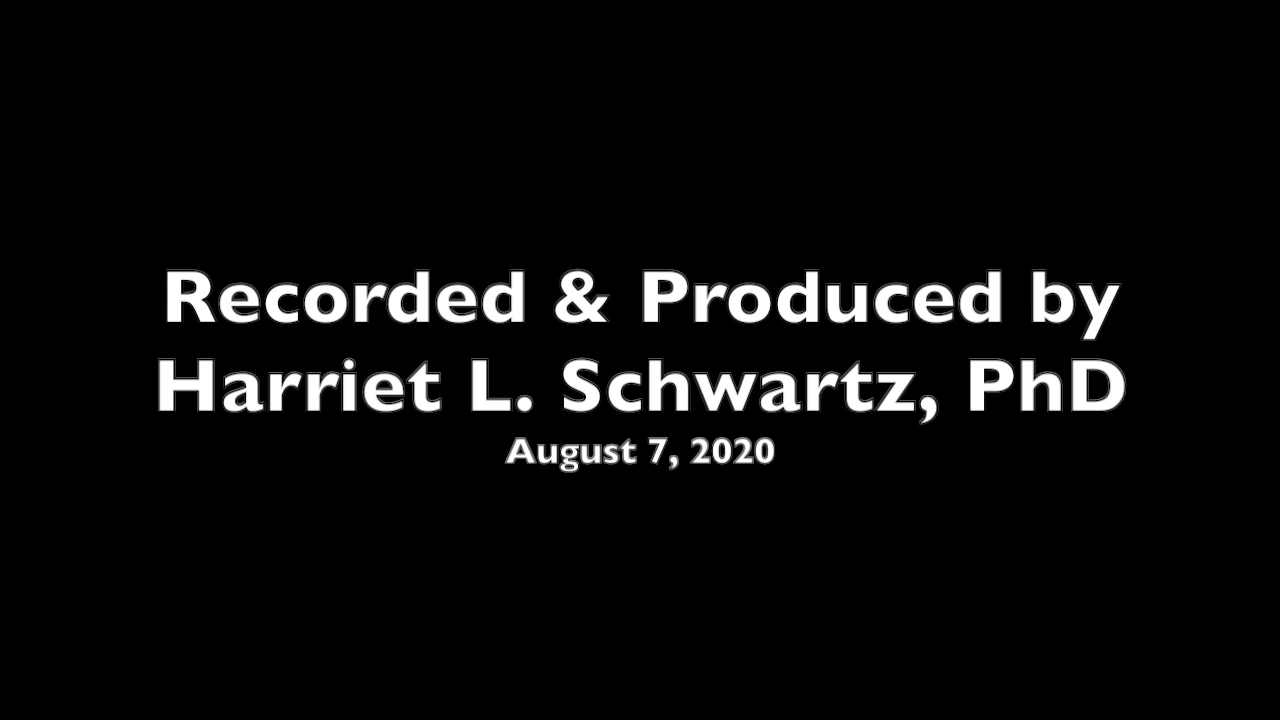 Recorded & Produced by
Harriet L. Schwartz, PhD
August 7, 2020